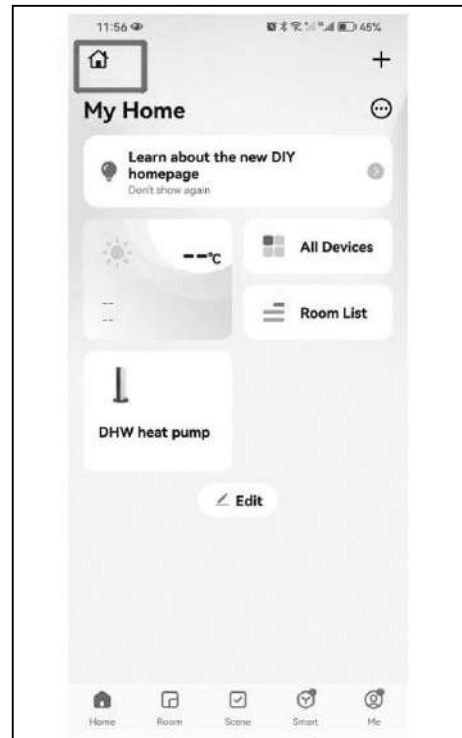 11:56
45%
My Home
Learn about the new DIY
homepage
Don't show again
--°C
--
--
All Devices
Room List
DHW heat pump
Edit
Home
Room
Scene
Smart
Me